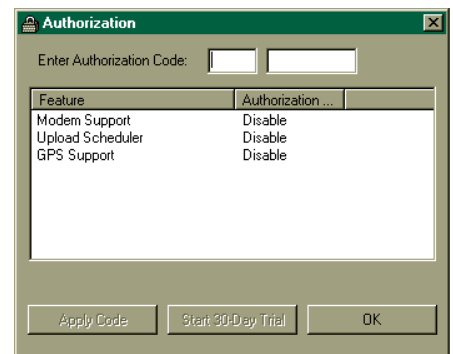 Authorization
Enter Authorization Code:
Feature Authorization ...
Modem Support Disable
Upload Scheduler Disable
GPS Support Disable
Apply Code Start 30-Day Trial OK